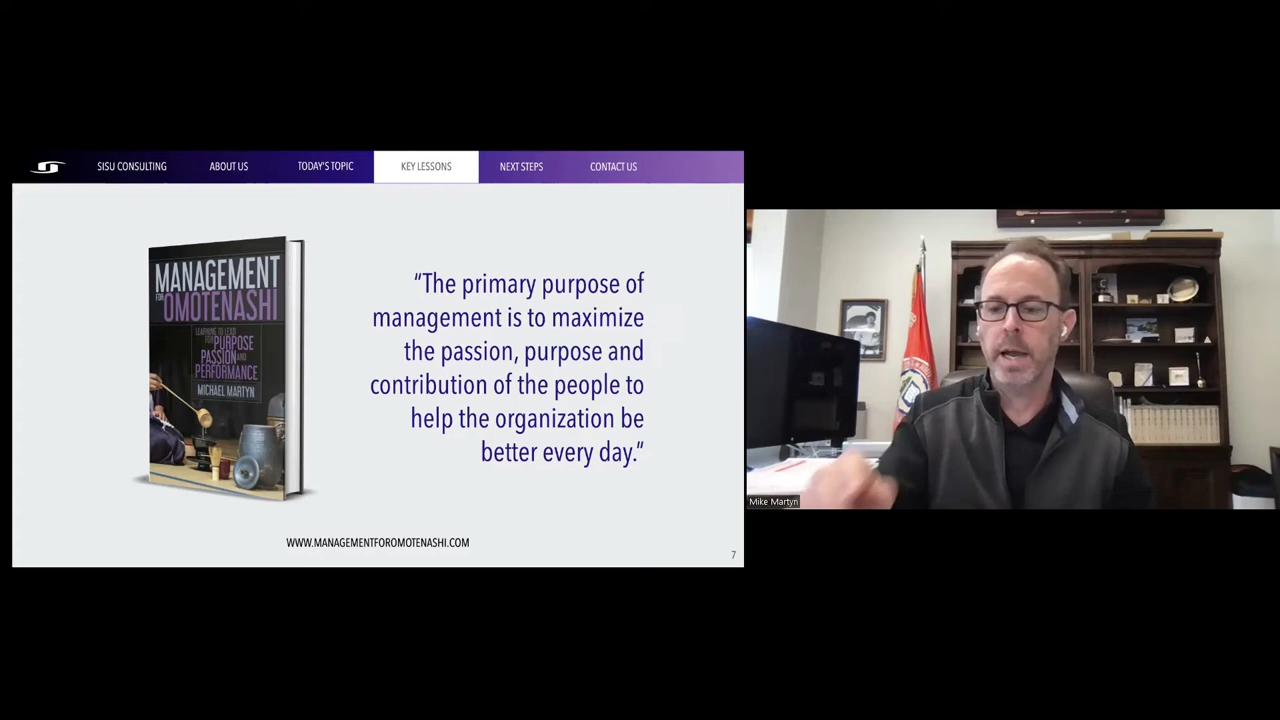 SISU CONSULTING
ABOUT US
TODAY'S TOPIC
KEY LESSONS
NEXT STEPS
CONTACT US
MANAGEMENT
FOR OMOTENASHI
LEARNING TO LEAD
FOR PURPOSE
PASSION AND
PERFORMANCE
MICHAEL MARTYN
“The primary purpose of
management is to maximize
the passion, purpose and
contribution of the people to
help the organization be
better every day.”
WWW.MANAGEMENTFOROMOTENASHI.COM
7
Mike Martyn